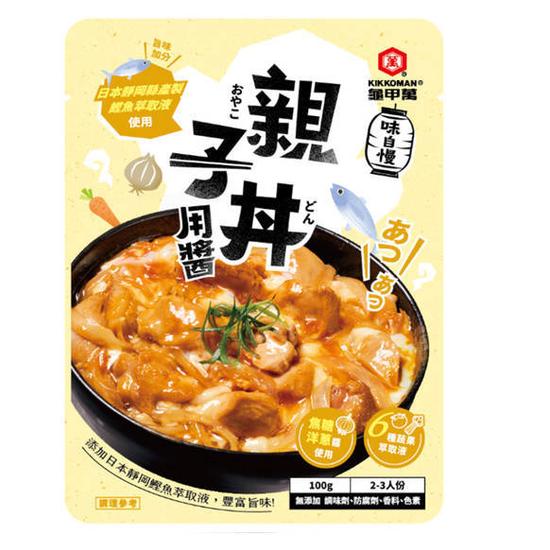 旨味
加分
日本靜岡縣產製
鰹魚萃取液
使用
萬
®
KIKKOMAN®
龜甲萬
味自慢
おやこ
親
子
どん
丼
用醬
あつ
あつ
焦糖
洋蔥醬
使用
6種蔬果
萃取液
添加日本靜岡鰹魚萃取液，豐富旨味!
調理參考
100g 2-3人份
無添加 調味劑、防腐劑、香料、色素